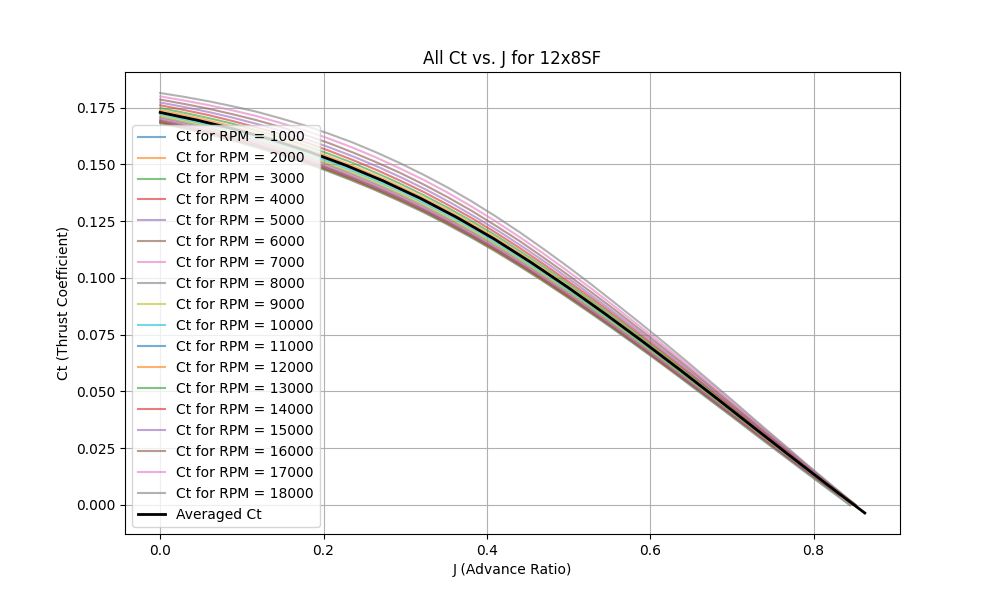 All Ct vs. J for 12x8SF
Ct (Thrust Coefficient)
0.175
0.150
0.125
0.100
0.075
0.050
0.025
0.000
Ct for RPM = 1000
Ct for RPM = 2000
Ct for RPM = 3000
Ct for RPM = 4000
Ct for RPM = 5000
Ct for RPM = 6000
Ct for RPM = 7000
Ct for RPM = 8000
Ct for RPM = 9000
Ct for RPM = 10000
Ct for RPM = 11000
Ct for RPM = 12000
Ct for RPM = 13000
Ct for RPM = 14000
Ct for RPM = 15000
Ct for RPM = 16000
Ct for RPM = 17000
Ct for RPM = 18000
Averaged Ct
0.0
0.2
0.4
0.6
0.8
J (Advance Ratio)